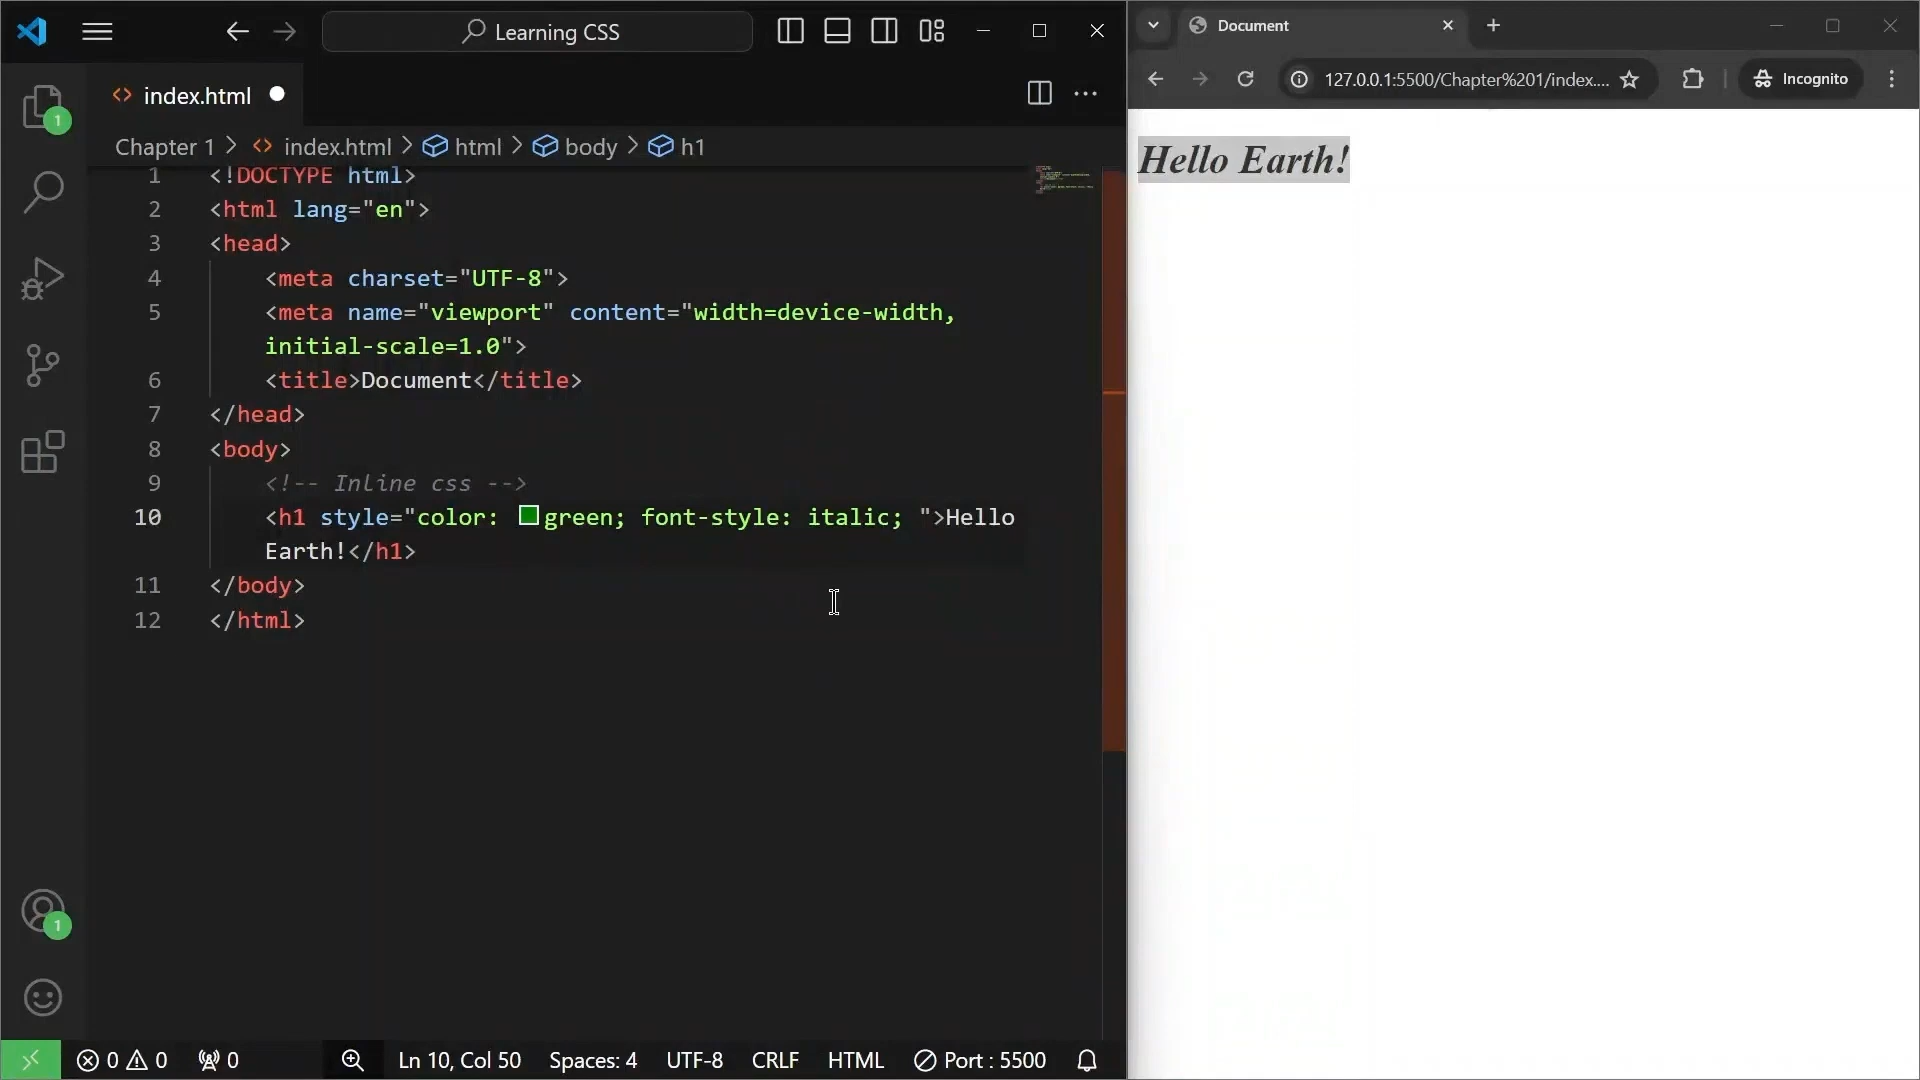 Learning CSS
index.html
Chapter 1 > index.html > html > body > h1
1 <!DOCTYPE html>
2 <html lang="en">
3 <head>
4 <meta charset="UTF-8">
5 <meta name="viewport" content="width=device-width,
initial-scale=1.0">
6 <title>Document</title>
7 </head>
8 <body>
9 <!-- Inline css -->
10 <h1 style="color: green; font-style: italic; ">Hello
Earth!</h1>
11 </body>
12 </html>
1
1
0 0 0 Ln 10, Col 50 Spaces: 4 UTF-8 CRLF HTML Port : 5500
Document
127.0.0.1:5500/Chapter%201/index.... Incognito
Hello Earth!